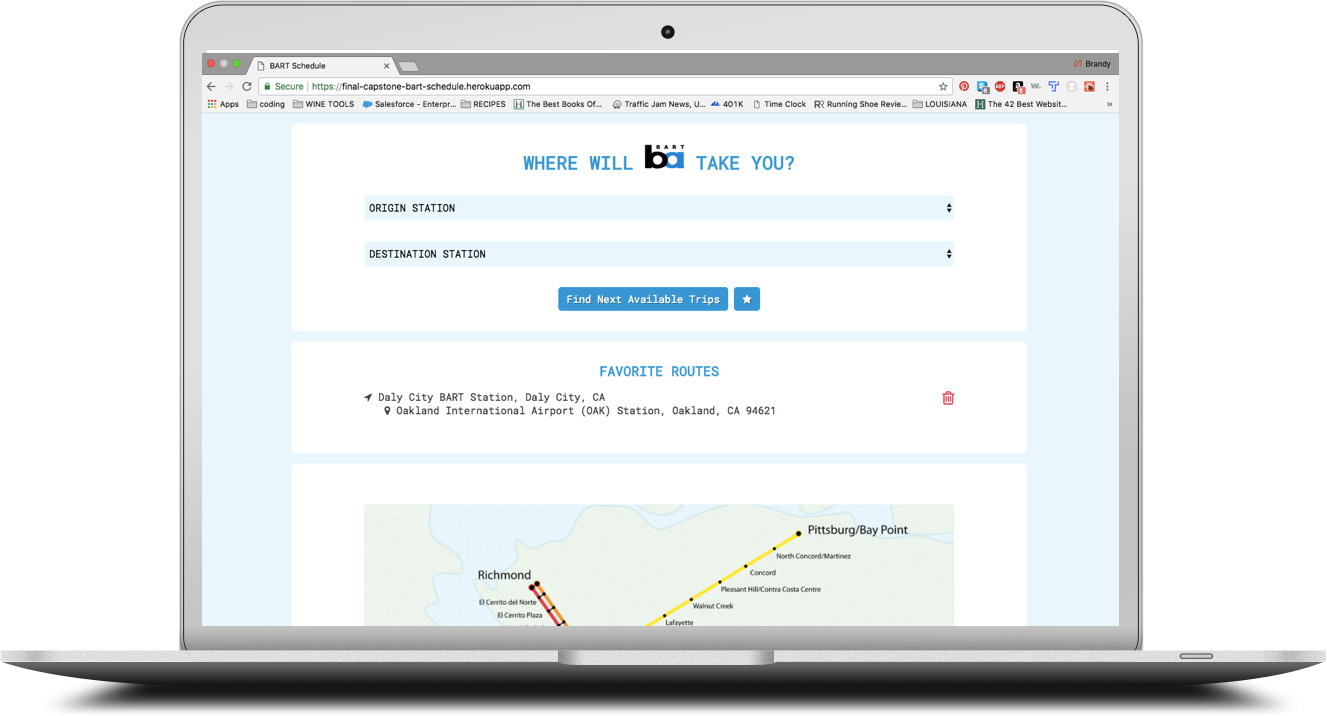 BART Schedule
Brandy
Secure https://final-capstone-bart-schedule.herokuapp.com
ABP
6
Apps coding WINE TOOLS Salesforce - Enterpr... RECIPES The Best Books Of... Traffic Jam News, U... 401K Time Clock Running Shoe Revie... LOUISIANA The 42 Best Websit...
BART
WHERE WILL ba TAKE YOU?
ORIGIN STATION
DESTINATION STATION
Find Next Available Trips
FAVORITE ROUTES
Daly City BART Station, Daly City, CA
Oakland International Airport (OAK) Station, Oakland, CA 94621
Pittsburg/Bay Point
North Concord/Martinez
Concord
Richmond
Pleasant Hill/Contra Costa Centre
El Cerrito del Norte
Walnut Creek
El Cerrito Plaza
Lafayette